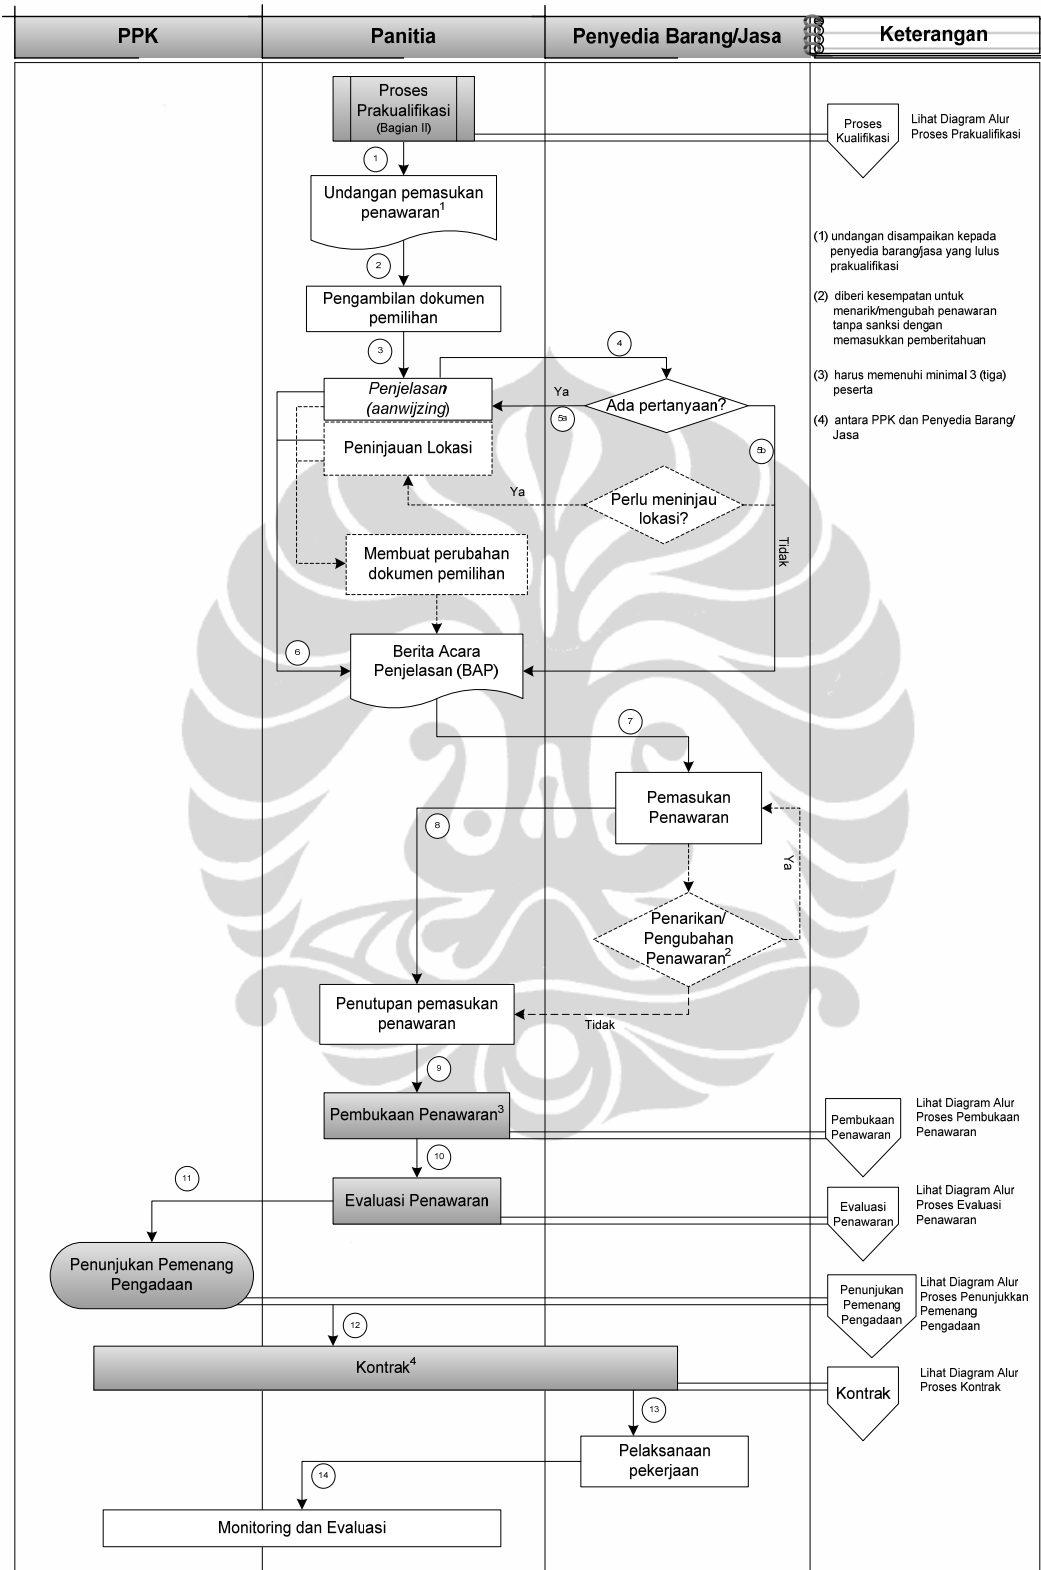 PPK
Panitia
Penyedia Barang/Jasa
Keterangan
Proses
Prakualifikasi
(Bagian II)
Proses
Kualifikasi
Lihat Diagram Alur
Proses Prakualifikasi
1
Undangan pemasukan
penawaran1
(1) undangan disampaikan kepada
penyedia barang/jasa yang lulus
prakualifikasi
2
Pengambilan dokumen
pemilihan
(2) diberi kesempatan untuk
menarik/mengubah penawaran
tanpa sanksi dengan
memasukkan pemberitahuan
3
4
(3) harus memenuhi minimal 3 (tiga)
peserta
Penjelasan
(aanwijzing)
Ya
5a
Ada pertanyaan?
(4) antara PPK dan Penyedia Barang/
Jasa
Peninjauan Lokasi
5b
Ya
Perlu meninjau
lokasi?
Tidak
Membuat perubahan
dokumen pemilihan
6
Berita Acara
Penjelasan (BAP)
7
Pemasukan
Penawaran
8
Ya
Penarikan/
Pengubahan
Penawaran2
Penutupan pemasukan
penawaran
Tidak
9
Pembukaan Penawaran3
Pembukaan
Penawaran
Lihat Diagram Alur
Proses Pembukaan
Penawaran
10
11
Evaluasi Penawaran
Evaluasi
Penawaran
Lihat Diagram Alur
Proses Evaluasi
Penawaran
Penunjukan Pemenang
Pengadaan
Penunjukan
Pemenang
Pengadaan
Lihat Diagram Alur
Proses Penunjukkan
Pemenang
Pengadaan
12
Kontrak4
Kontrak
Lihat Diagram Alur
Proses Kontrak
13
Pelaksanaan
pekerjaan
14
Monitoring dan Evaluasi